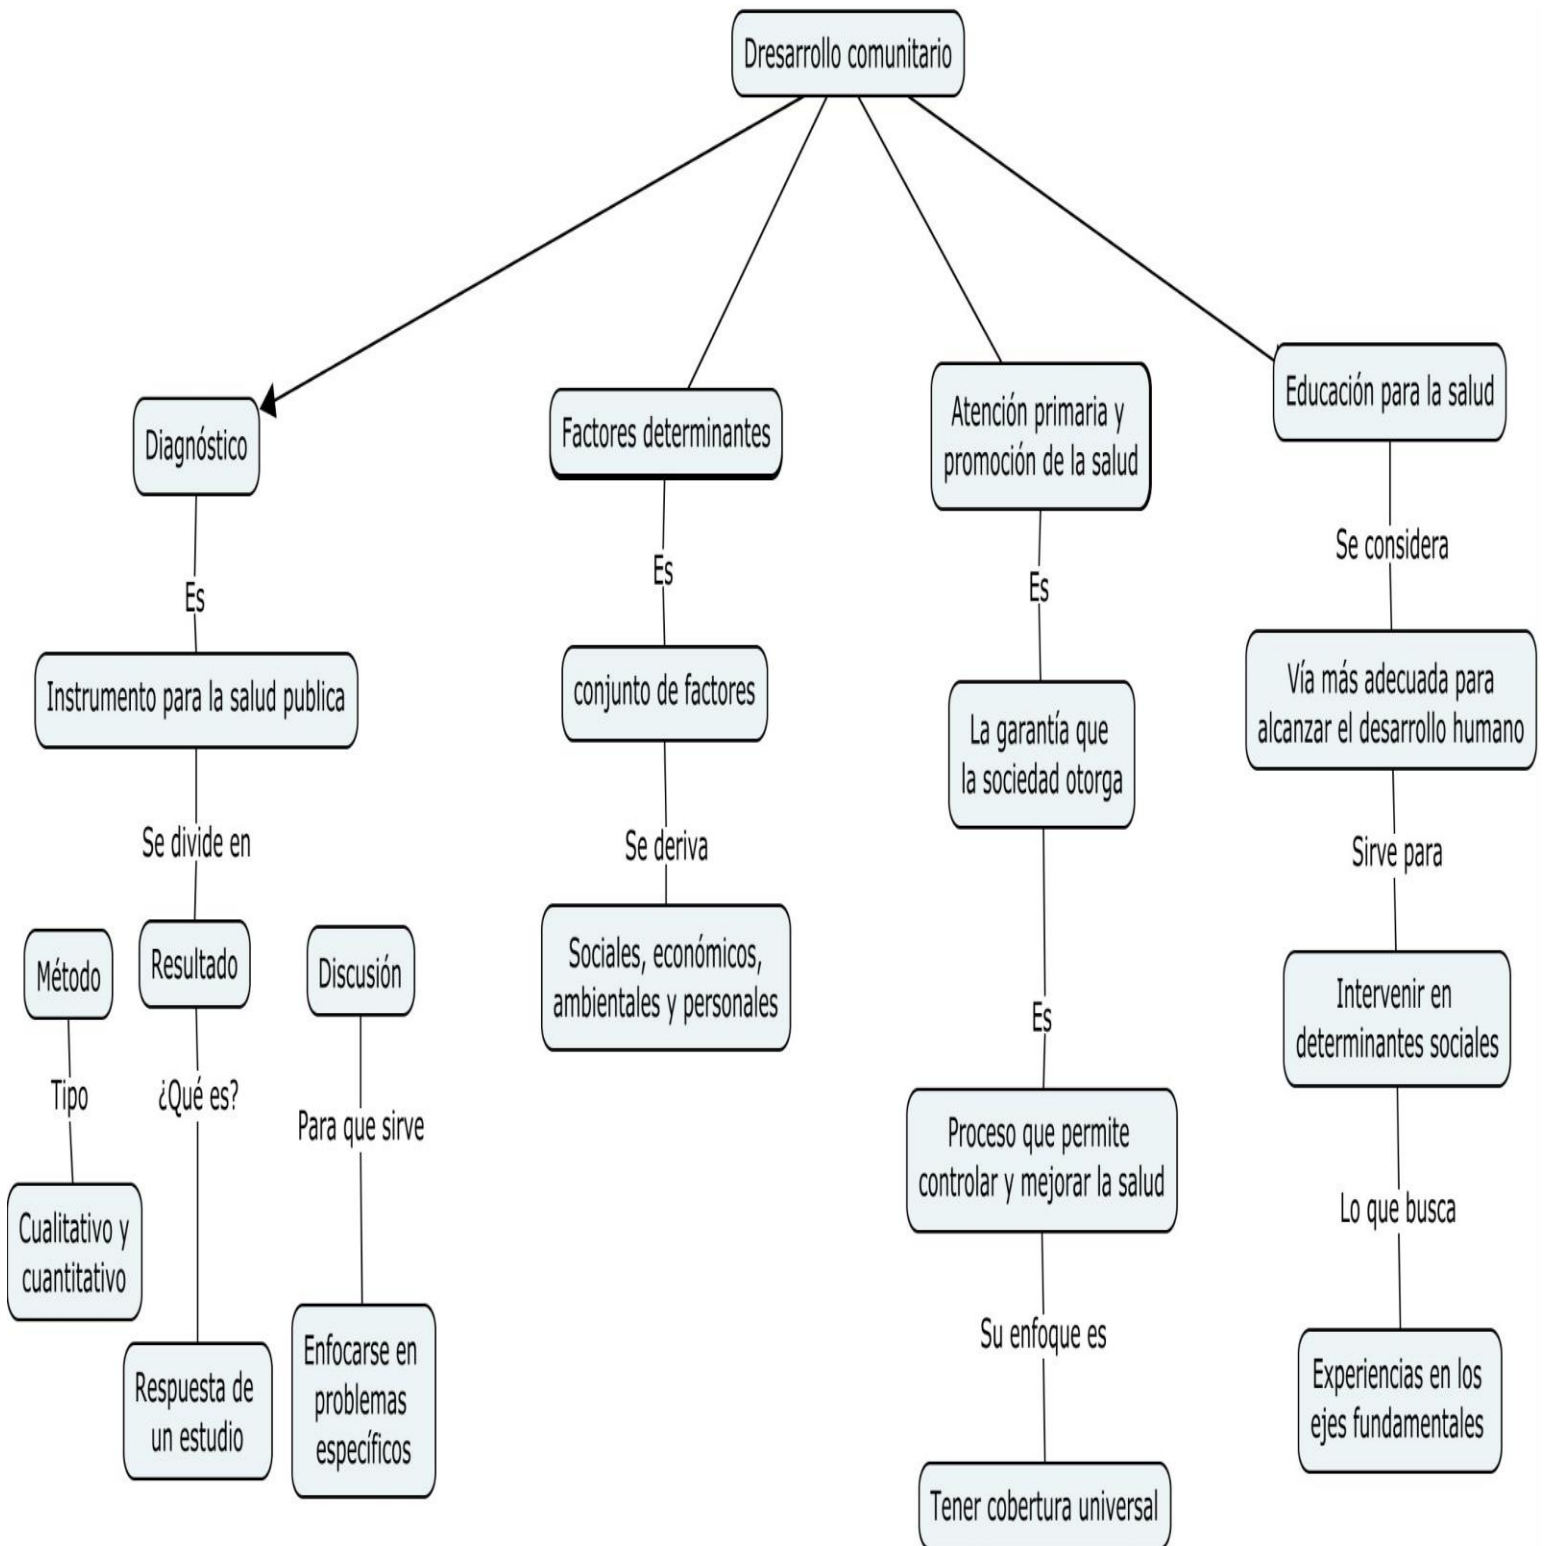 Dresarrollo comunitario
Diagnóstico
Es
Instrumento para la salud publica
Se divide en
Método
Tipo
Cualitativo y
cuantitativo
Resultado
¿Qué es?
Respuesta de
un estudio
Discusión
Para que sirve
Enfocarse en
problemas
específicos
Factores determinantes
Es
conjunto de factores
Se deriva
Sociales, económicos,
ambientales y personales
Atención primaria y
promoción de la salud
Es
La garantía que
la sociedad otorga
Es
Proceso que permite
controlar y mejorar la salud
Su enfoque es
Tener cobertura universal
Educación para la salud
Se considera
Vía más adecuada para
alcanzar el desarrollo humano
Sirve para
Intervenir en
determinantes sociales
Lo que busca
Experiencias en los
ejes fundamentales